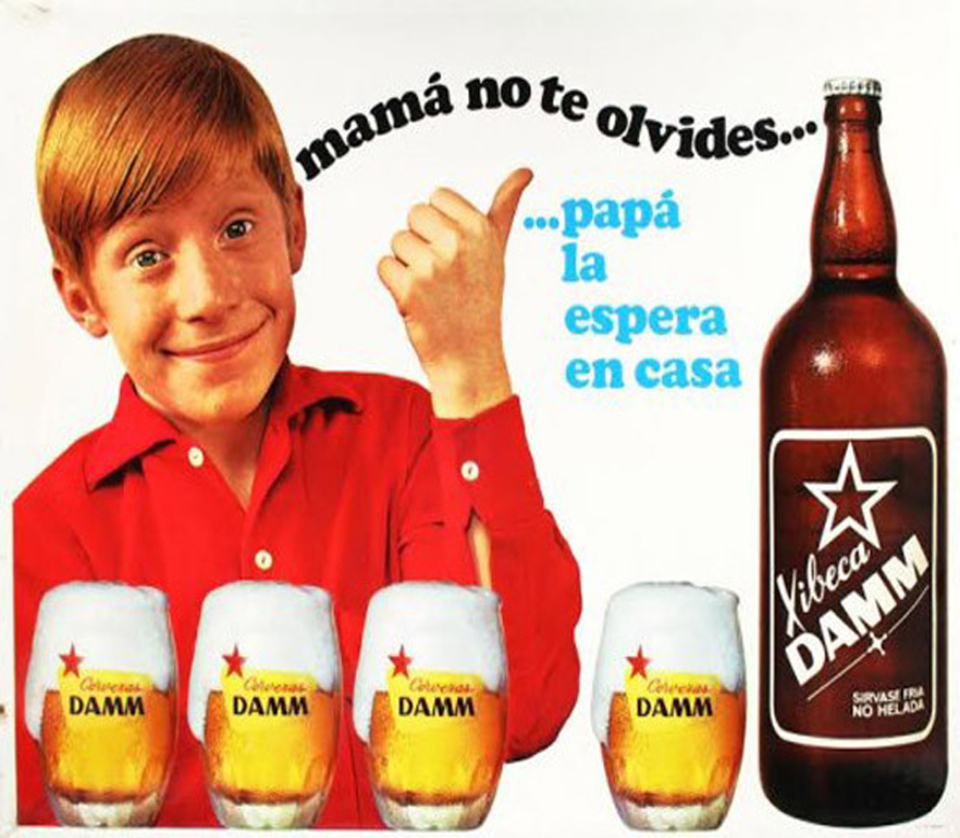 mamá no te olvides...
...papá
la
espera
en casa
Xibeca
DAMM
SIRVASE FRIA
NO HELADA
Cervezas
DAMM
Cervezas
DAMM
Cervezas
DAMM
Cervezas
DAMM